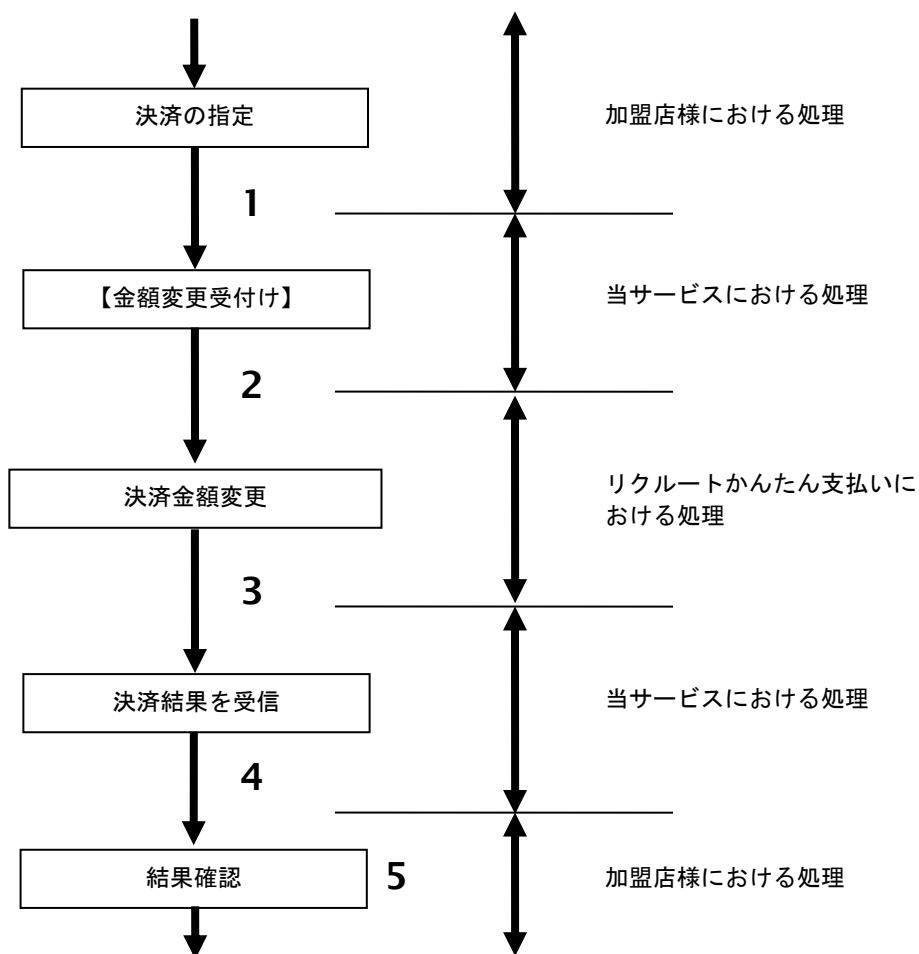 決済の指定
加盟店様における処理
1
【金額変更受付け】
当サービスにおける処理
2
決済金額変更
リクルートかんたん支払いに
おける処理
3
決済結果を受信
当サービスにおける処理
4
結果確認
5
加盟店様における処理